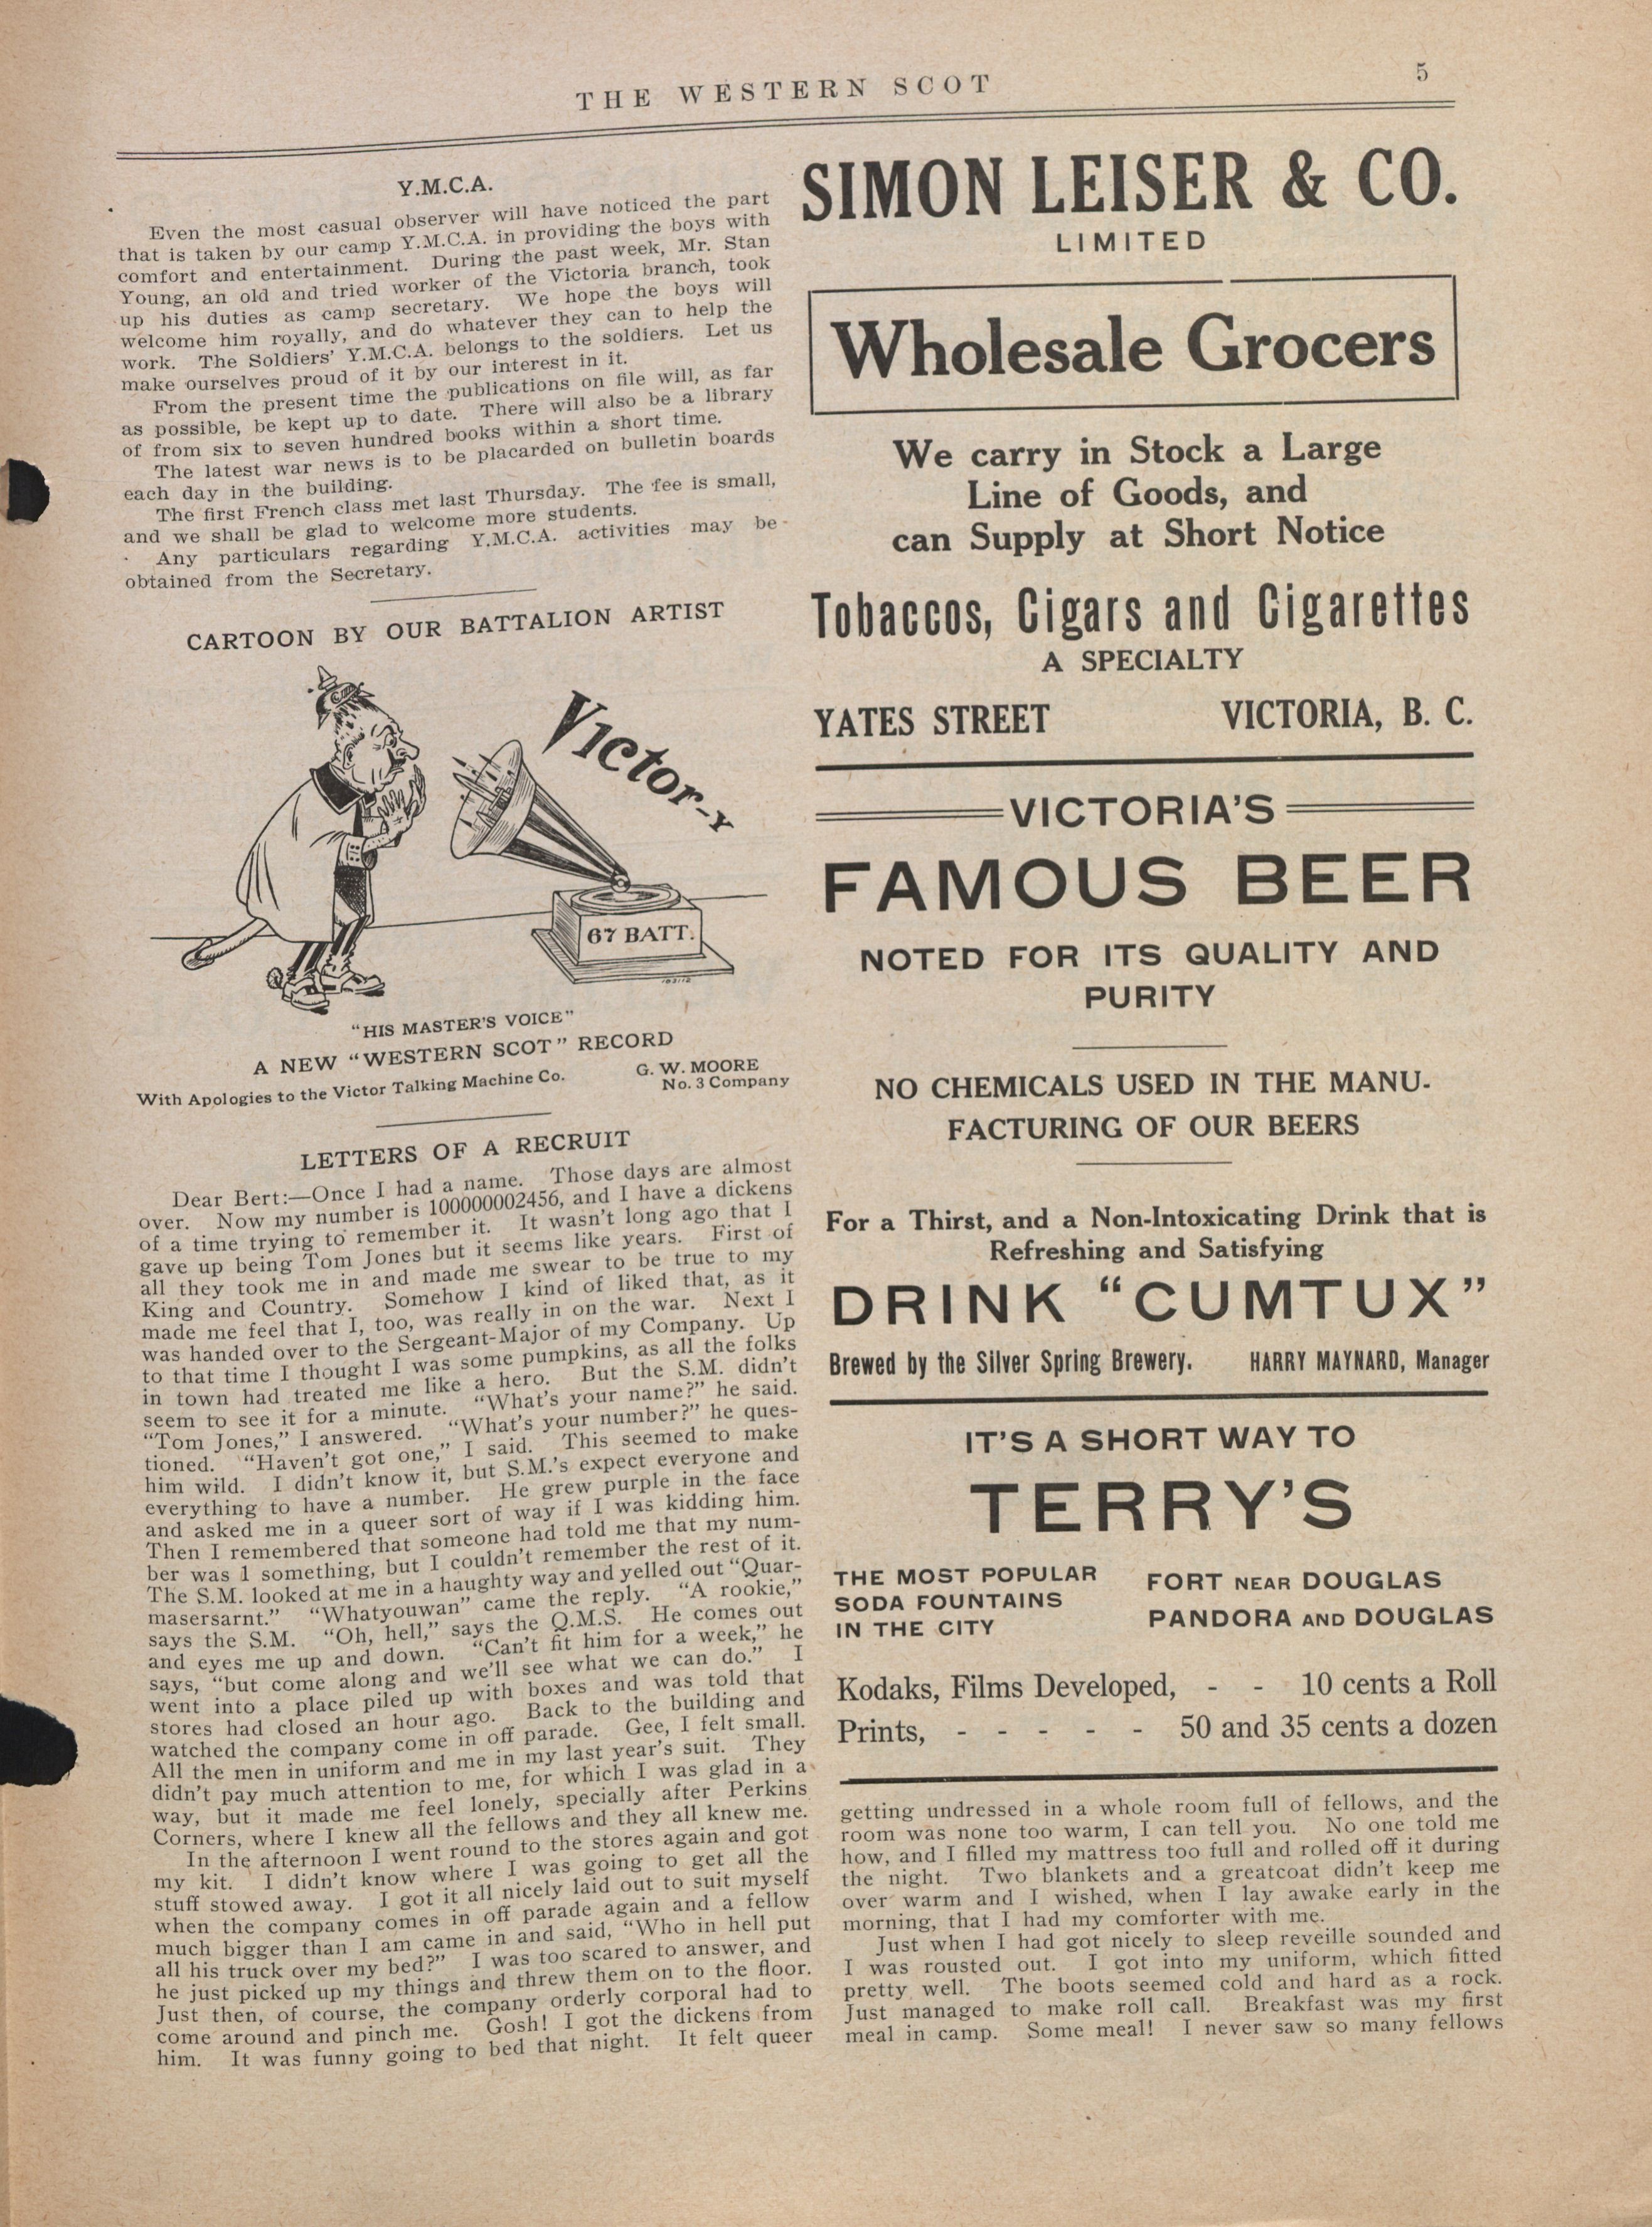 THE WESTERN SCOT
5
Y.M.C.A.
Even the most casual observer will have noticed the part
that is taken by our camp Y.M.C.A. in providing the boys with
comfort and entertainment. During the past week, Mr. Stan
Young, an old and tried worker of the Victoria branch, took
up his duties as camp secretary. We hope the boys will
welcome him royally, and do whatever they can to help the
work. The Soldiers' Y.M.C.A. belongs to the soldiers. Let us
make ourselves proud of it by our interest in it.
From the present time the publications on file will, as far
as possible, be kept up to date. There will also be a library
of from six to seven hundred books within a short time.
The latest war news is to be placarded on bulletin boards
each day in the building.
The first French class met last Thursday. The fee is small,
and we shall be glad to welcome more students.
Any particulars regarding Y.M.C.A. activities may be
obtained from the Secretary.
CARTOON BY OUR BATTALION ARTIST
Victor-y
67 BATT.
"HIS MASTER'S VOICE"
A NEW "WESTERN SCOT" RECORD
With Apologies to the Victor Talking Machine Co.
G. W. MOORE
No. 3 Company
LETTERS OF A RECRUIT
Dear Bert:—Once I had a name. Those days are almost
over. Now my number is 100000002456, and I have a dickens
of a time trying to remember it. It wasn't long ago that I
gave up being Tom Jones but it seems like years. First of
all they took me in and made me swear to be true to my
King and Country. Somehow I kind of liked that, as it
made me feel that I, too, was really in on the war. Next I
was handed over to the Sergeant-Major of my Company. Up
to that time I thought I was some pumpkins, as all the folks
in town had treated me like a hero. But the S.M. didn't
seem to see it for a minute. "What's your name?" he said.
"Tom Jones," I answered. "What's your number?" he ques-
tioned. "Haven't got one," I said. This seemed to make
him wild. I didn't know it, but S.M.'s expect everyone and
everything to have a number. He grew purple in the face
and asked me in a queer sort of way if I was kidding him.
Then I remembered that someone had told me that my num-
ber was 1 something, but I couldn't remember the rest of it.
The S.M. looked at me in a haughty way and yelled out "Quar-
masersarnt." "Whatyouwan" came the reply. "A rookie,"
says the S.M. "Oh, hell," says the Q.M.S. He comes out
and eyes me up and down. "Can't fit him for a week," he
says, "but come along and we'll see what we can do." I
went into a place piled up with boxes and was told that
stores had closed an hour ago. Back to the building and
watched the company come in off parade. Gee, I felt small.
All the men in uniform and me in my last year's suit. They
didn't pay much attention to me, for which I was glad in a
way, but it made me feel lonely, specially after Perkins
Corners, where I knew all the fellows and they all knew me.
In the afternoon I went round to the stores again and got
my kit. I didn't know where I was going to get all the
stuff stowed away. I got it all nicely laid out to suit myself
when the company comes in off parade again and a fellow
much bigger than I am came in and said, "Who in hell put
all his truck over my bed?" I was too scared to answer, and
he just picked up my things and threw them on to the floor.
Just then, of course, the company orderly corporal had to
come around and pinch me. Gosh! I got the dickens from
him. It was funny going to bed that night. It felt queer
SIMON LEISER & CO.
LIMITED
Wholesale Grocers
We carry in Stock a Large
Line of Goods, and
can Supply at Short Notice
Tobaccos, Cigars and Cigarettes
A SPECIALTY
YATES STREET VICTORIA, B. C.
VICTORIA'S
FAMOUS BEER
NOTED FOR ITS QUALITY AND
PURITY
NO CHEMICALS USED IN THE MANU-
FACTURING OF OUR BEERS
For a Thirst, and a Non-Intoxicating Drink that is
Refreshing and Satisfying
DRINK "CUMTUX"
Brewed by the Silver Spring Brewery. HARRY MAYNARD, Manager
IT'S A SHORT WAY TO
TERRY'S
THE MOST POPULAR
SODA FOUNTAINS
IN THE CITY
FORT NEAR DOUGLAS
PANDORA AND DOUGLAS
Kodaks, Films Developed, - - 10 cents a Roll
Prints, - - - - - 50 and 35 cents a dozen
getting undressed in a whole room full of fellows, and the
room was none too warm, I can tell you. No one told me
how, and I filled my mattress too full and rolled off it during
the night. Two blankets and a greatcoat didn't keep me
over warm and I wished, when I lay awake early in the
morning, that I had my comforter with me.
Just when I had got nicely to sleep reveille sounded and
I was rousted out. I got into my uniform, which fitted
pretty well. The boots seemed cold and hard as a rock.
Just managed to make roll call. Breakfast was my first
meal in camp. Some meal! I never saw so many fellows